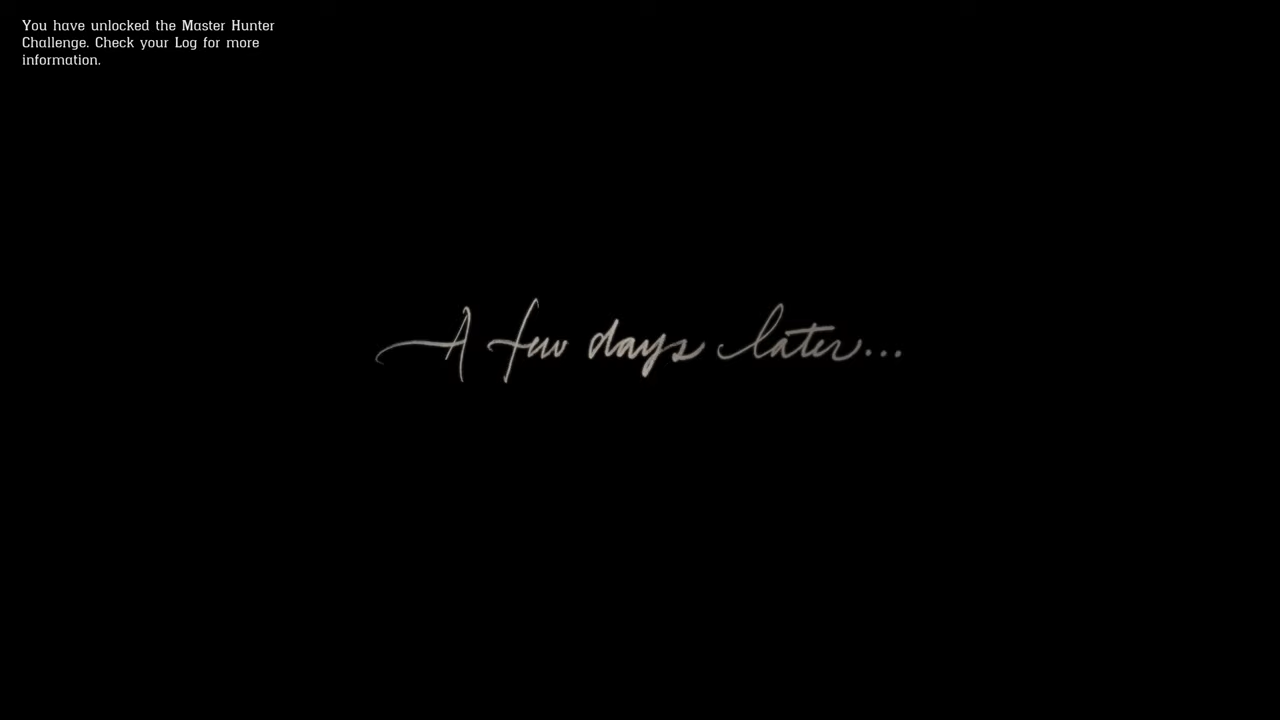 You have unlocked the Master Hunter
Challenge. Check your Log for more
information.
A few days later...